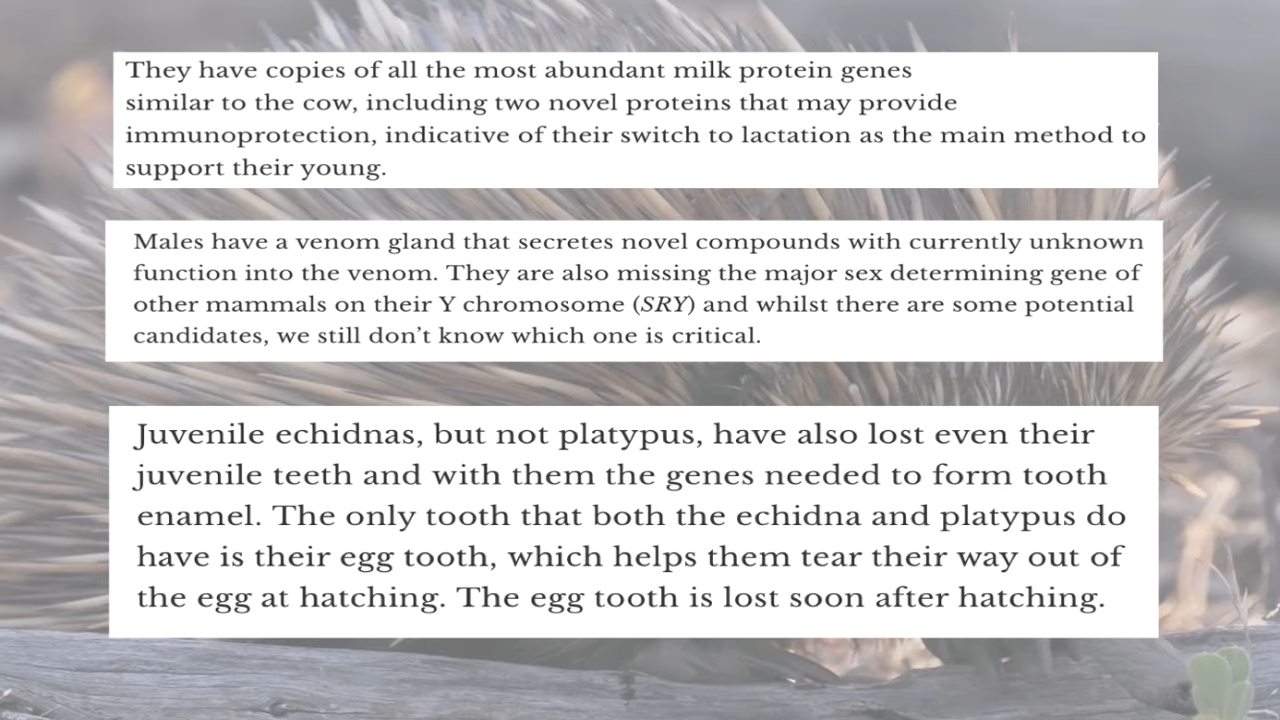 They have copies of all the most abundant milk protein genes
similar to the cow, including two novel proteins that may provide
immunoprotection, indicative of their switch to lactation as the main method to
support their young.
Males have a venom gland that secretes novel compounds with currently unknown
function into the venom. They are also missing the major sex determining gene of
other mammals on their Y chromosome (SRY) and whilst there are some potential
candidates, we still don’t know which one is critical.
Juvenile echidnas, but not platypus, have also lost even their
juvenile teeth and with them the genes needed to form tooth
enamel. The only tooth that both the echidna and platypus do
have is their egg tooth, which helps them tear their way out of
the egg at hatching. The egg tooth is lost soon after hatching.